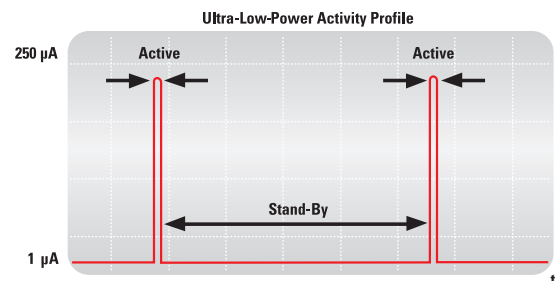 Ultra-Low-Power Activity Profile
250 µA
Active
Active
Stand-By
1 µA
t